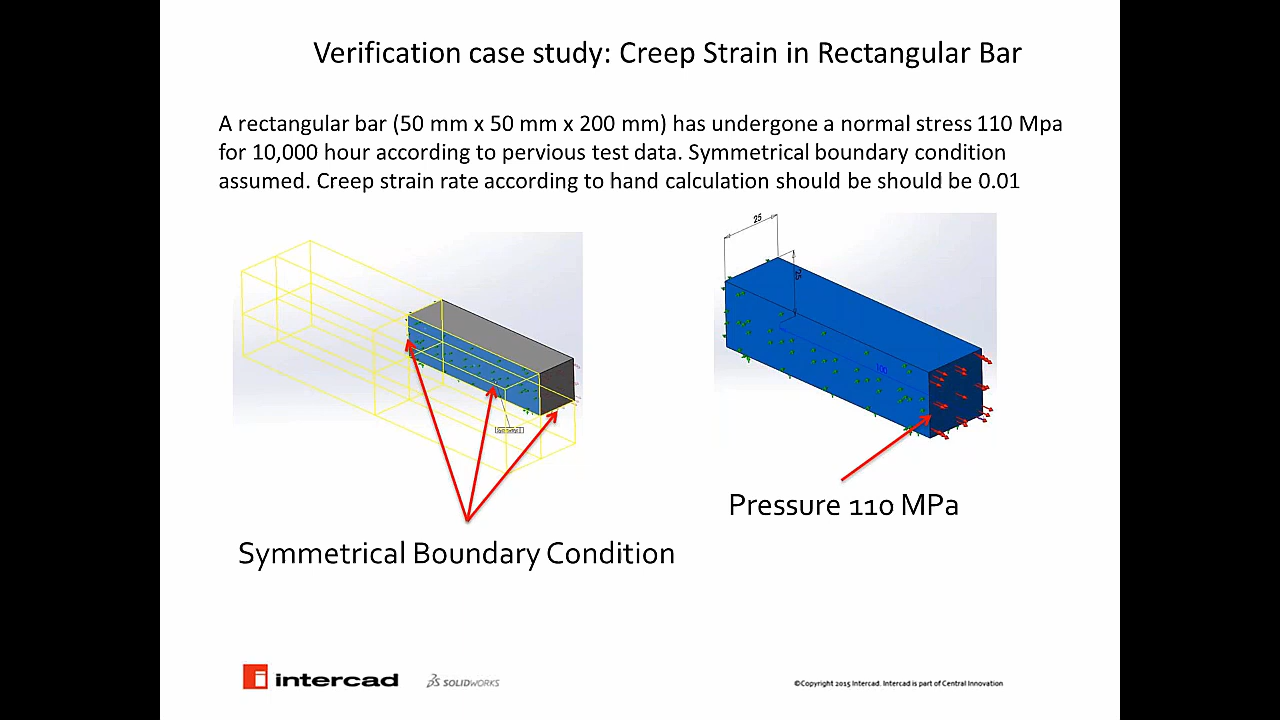 Verification case study: Creep Strain in Rectangular Bar
A rectangular bar (50 mm x 50 mm x 200 mm) has undergone a normal stress 110 Mpa
for 10,000 hour according to pervious test data. Symmetrical boundary condition
assumed. Creep strain rate according to hand calculation should be should be 0.01
25
25
100
Pressure 110 MPa
Symmetrical Boundary Condition
intercad
SOLIDWORKS
©Copyright 2015 Intercad. Intercad is part of Central Innovation